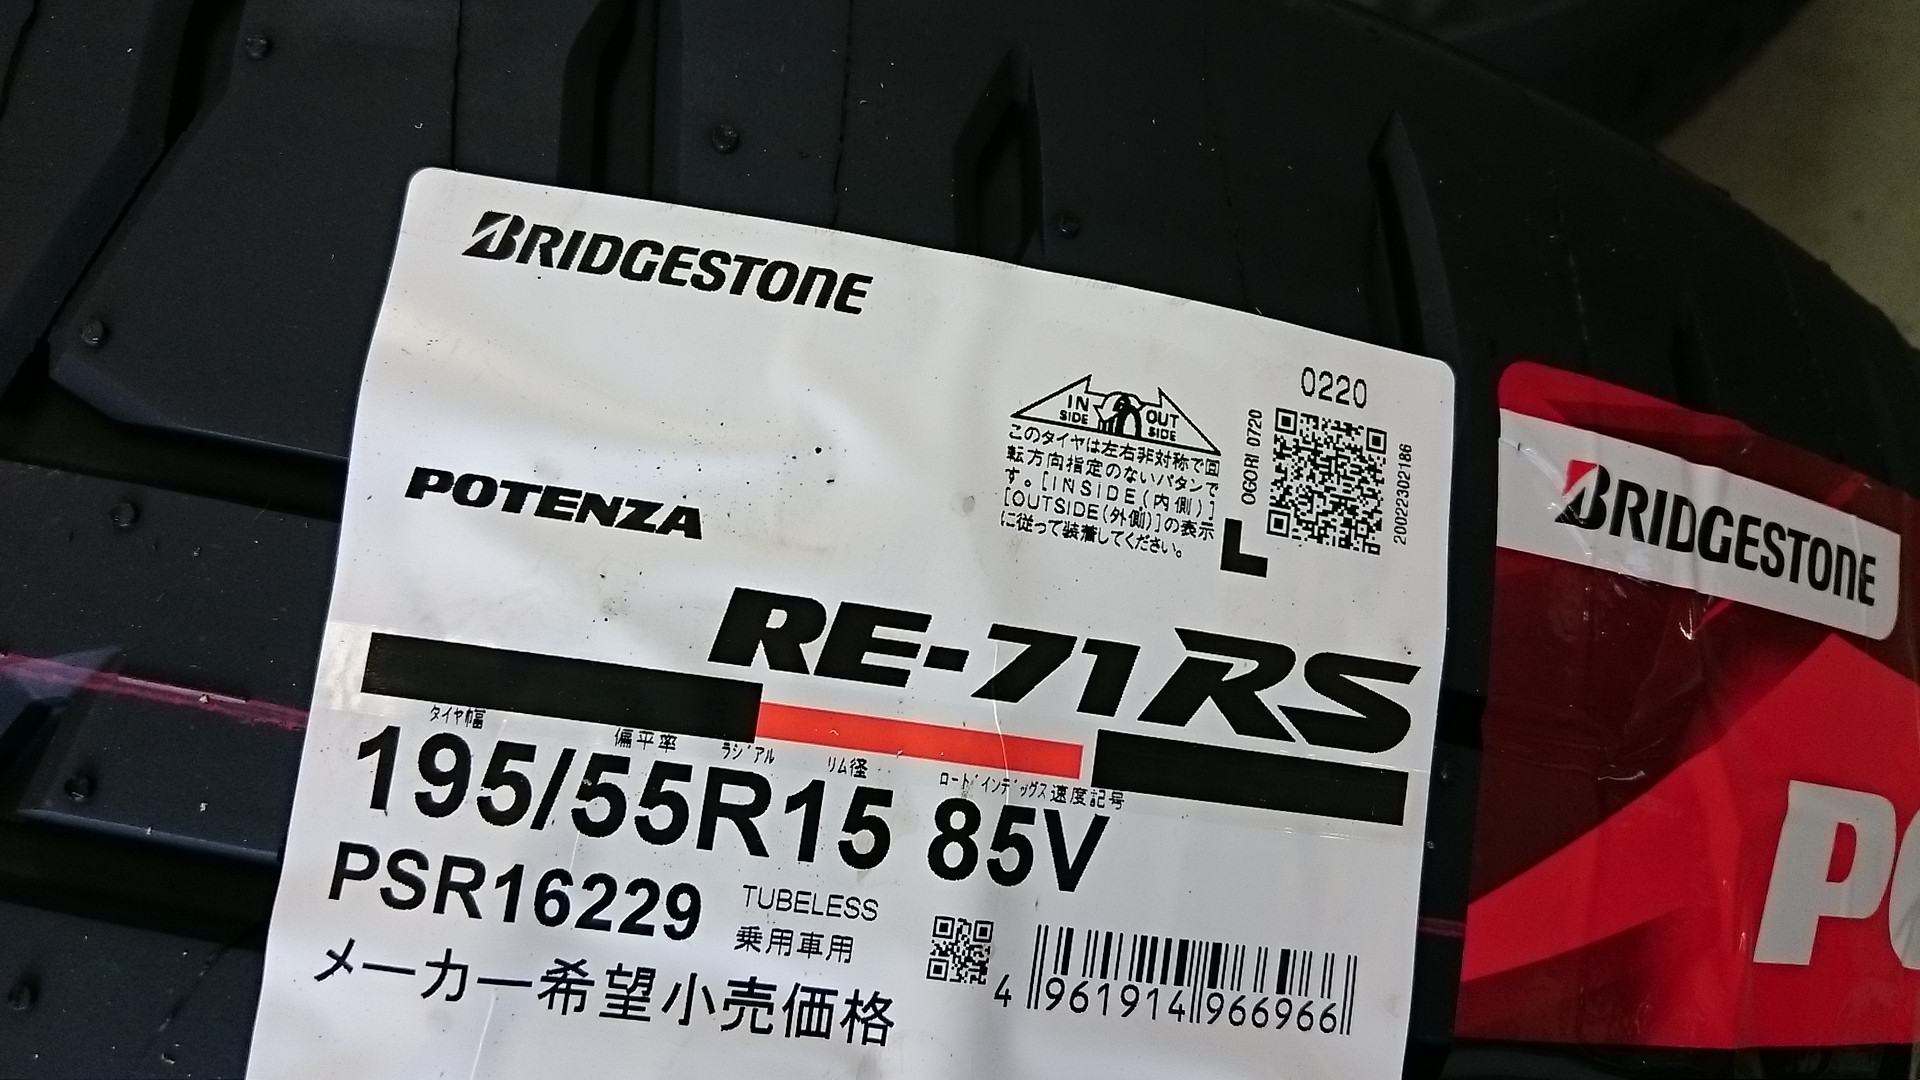 BRIDGESTONE
0220
IN SIDE OUT SIDE
OGORI 0720
200223021 86
このタイヤは左右非対称で回
転方向指定のないパタンで
す。[INSIDE(内側)]
[OUTSIDE(外側)]の表示
に従って装着してください。
L
POTENZA
RE-71RS
タイヤ幅 偏平率 ラジアル リム径 ロードインデックス 速度記号
195/55R15 85V
PSR16229
TUBELESS
乗用車用
4 961914 966966
メーカー希望小売価格
BRIDGESTONE